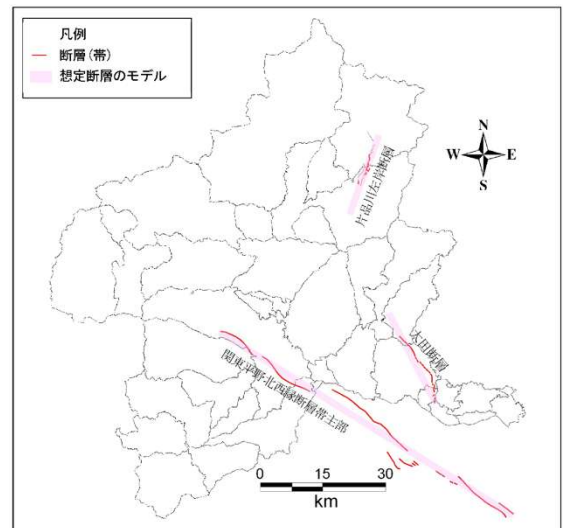 凡例
断層(帯)
想定断層のモデル
N
W E
S
片品川左岸断層
太田断層
関東平野北西縁断層帯主部
0 15 30
km